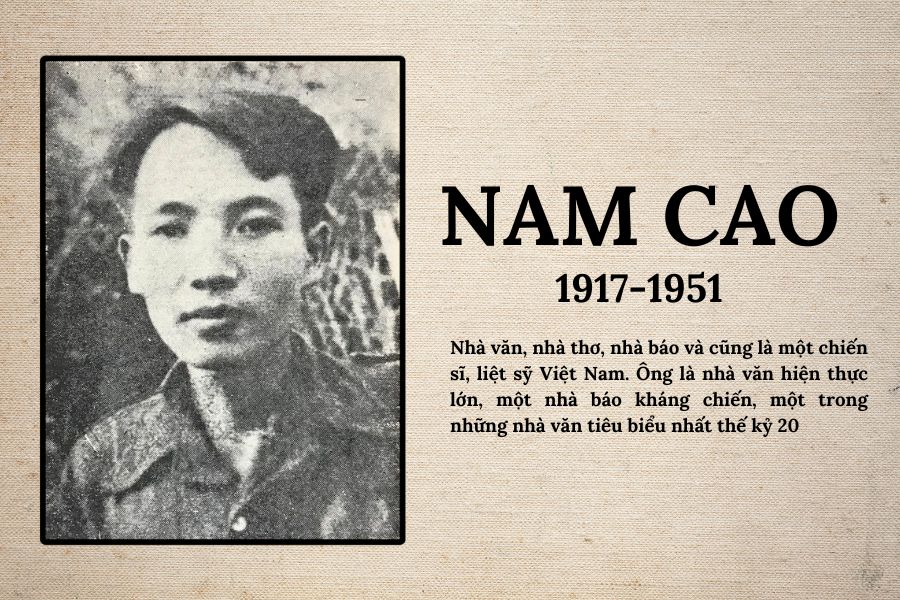 NAM CAO
1917-1951
Nhà văn, nhà thơ, nhà báo và cũng là một chiến
sĩ, liệt sỹ Việt Nam. Ông là nhà văn hiện thực
lớn, một nhà báo kháng chiến, một trong
những nhà văn tiêu biểu nhất thế kỷ 20